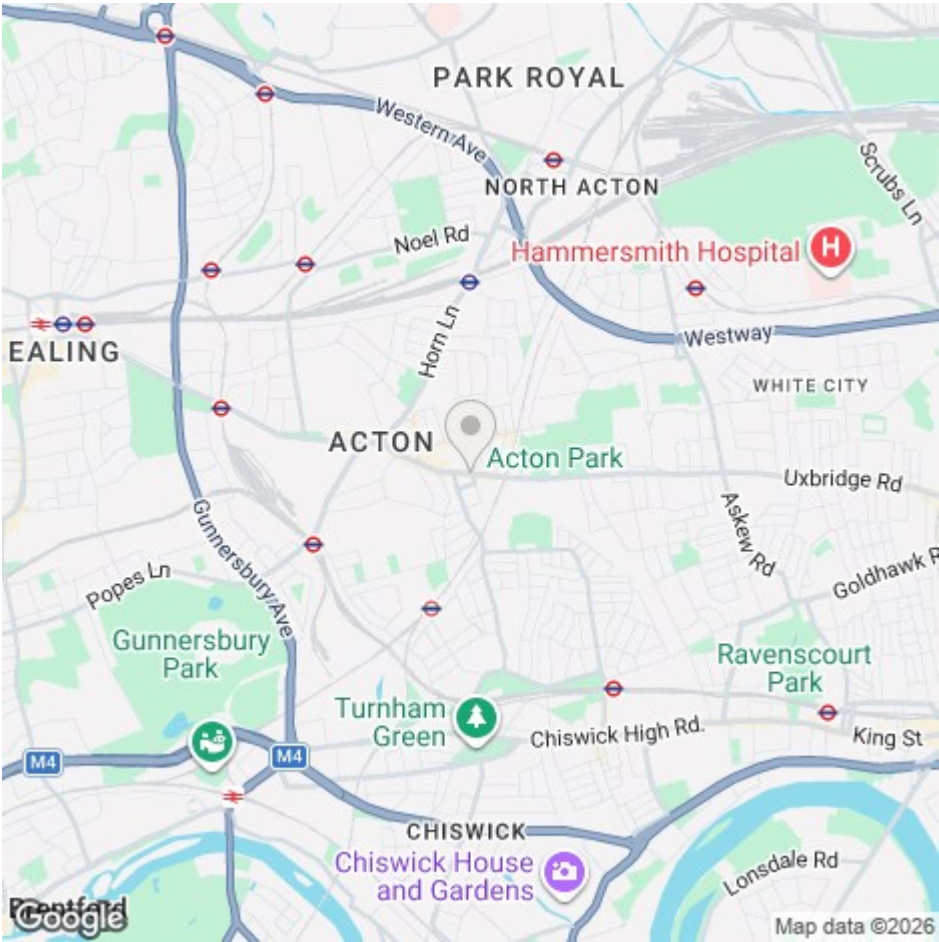 PARK ROYAL
Western Ave
NORTH ACTON
Scrubs Ln
Noel Rd
Hammersmith Hospital
H
Horn Ln
Westway
EALING
WHITE CITY
ACTON
Acton Park
Uxbridge Rd
Gunnersbury Ave
Askew Rd
Popes Ln
Goldhawk R
Gunnersbury
Park
Ravenscourt
Park
Turnham
Green
Chiswick High Rd.
King St
M4
M4
CHISWICK
Chiswick House
and Gardens
Lonsdale Rd
Brentford
Google
Map data ©2026